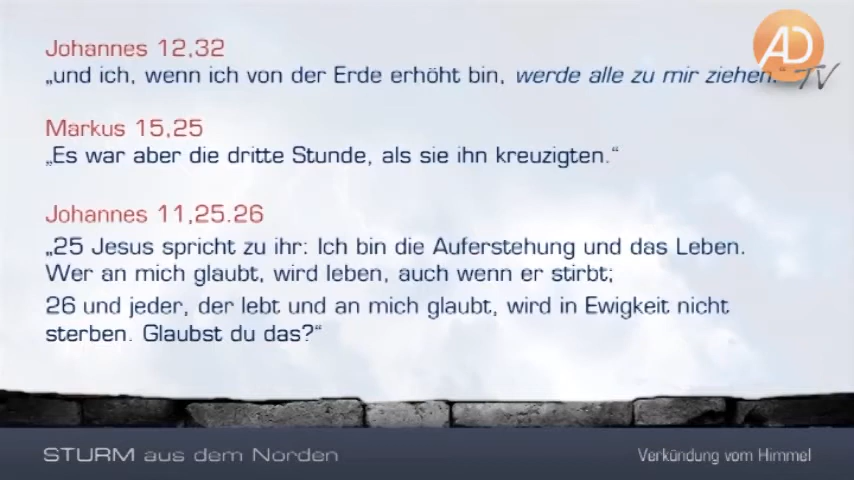 Johannes 12,32
„und ich, wenn ich von der Erde erhöht bin, werde alle zu mir ziehen.“
AD
TV
Markus 15,25
„Es war aber die dritte Stunde, als sie ihn kreuzigten.“
Johannes 11,25.26
„25 Jesus spricht zu ihr: Ich bin die Auferstehung und das Leben.
Wer an mich glaubt, wird leben, auch wenn er stirbt;
26 und jeder, der lebt und an mich glaubt, wird in Ewigkeit nicht
sterben. Glaubst du das?“
STURM aus dem Norden
Verkündung vom Himmel